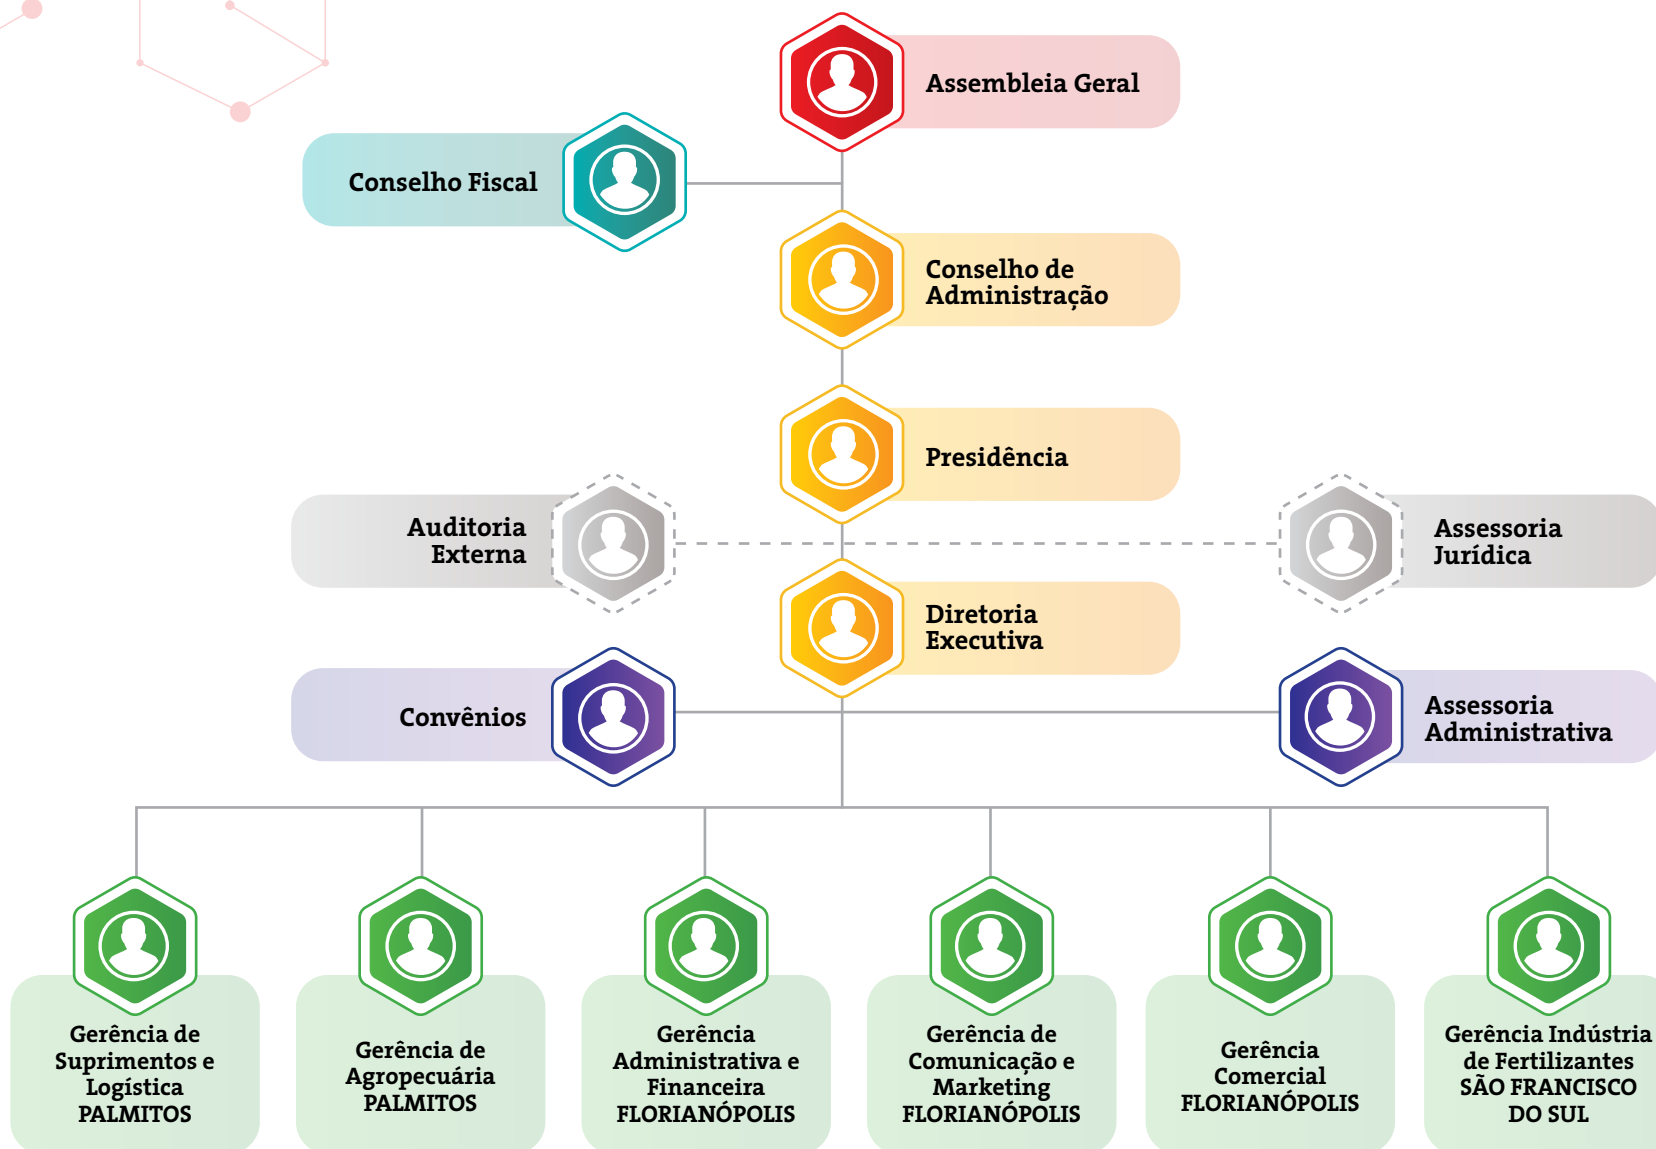 Assembleia Geral
Conselho Fiscal
Conselho de
Administração
Presidência
Auditoria
Externa
Assessoria
Jurídica
Diretoria
Executiva
Convênios
Assessoria
Administrativa
Gerência de
Suprimentos e
Logística
PALMITOS
Gerência de
Agropecuária
PALMITOS
Gerência
Administrativa e
Financeira
FLORIANÓPOLIS
Gerência de
Comunicação e
Marketing
FLORIANÓPOLIS
Gerência
Comercial
FLORIANÓPOLIS
Gerência Indústria
de Fertilizantes
SÃO FRANCISCO
DO SUL